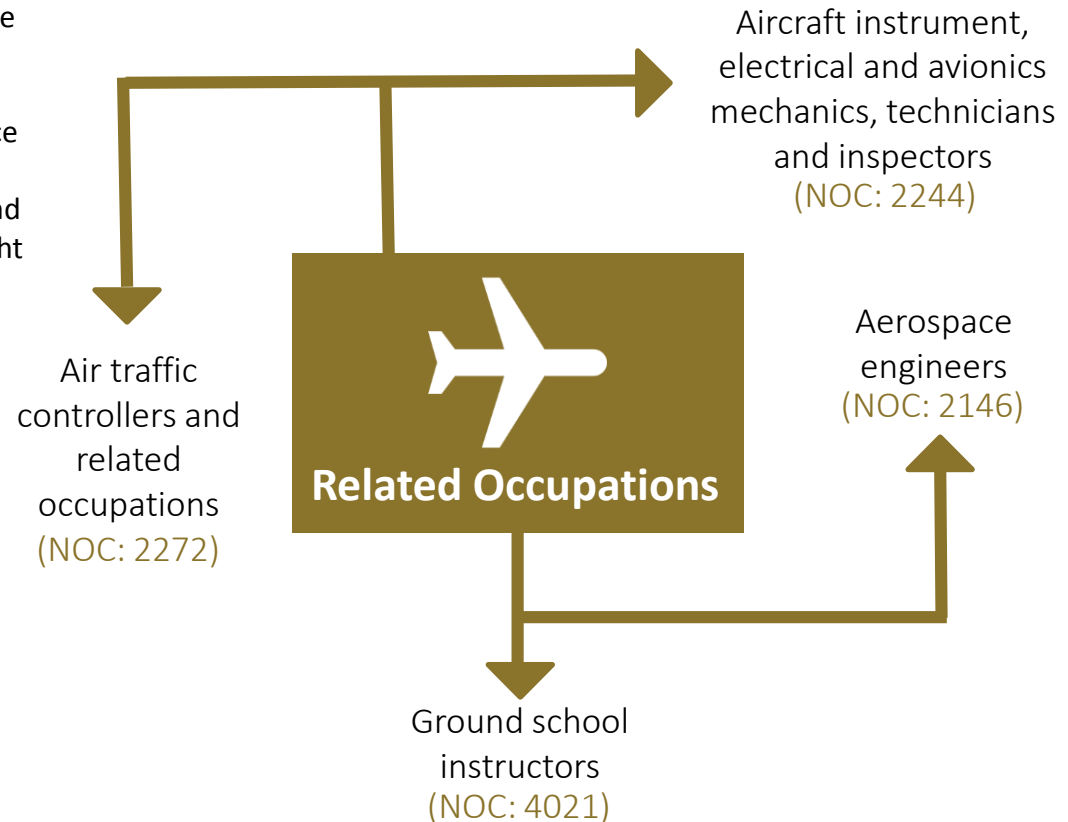 Aircraft instrument,
electrical and avionics
mechanics, technicians
and inspectors
(NOC: 2244)
Air traffic
controllers and
related
occupations
(NOC: 2272)
Related Occupations
Aerospace
engineers
(NOC: 2146)
Ground school
instructors
(NOC: 4021)